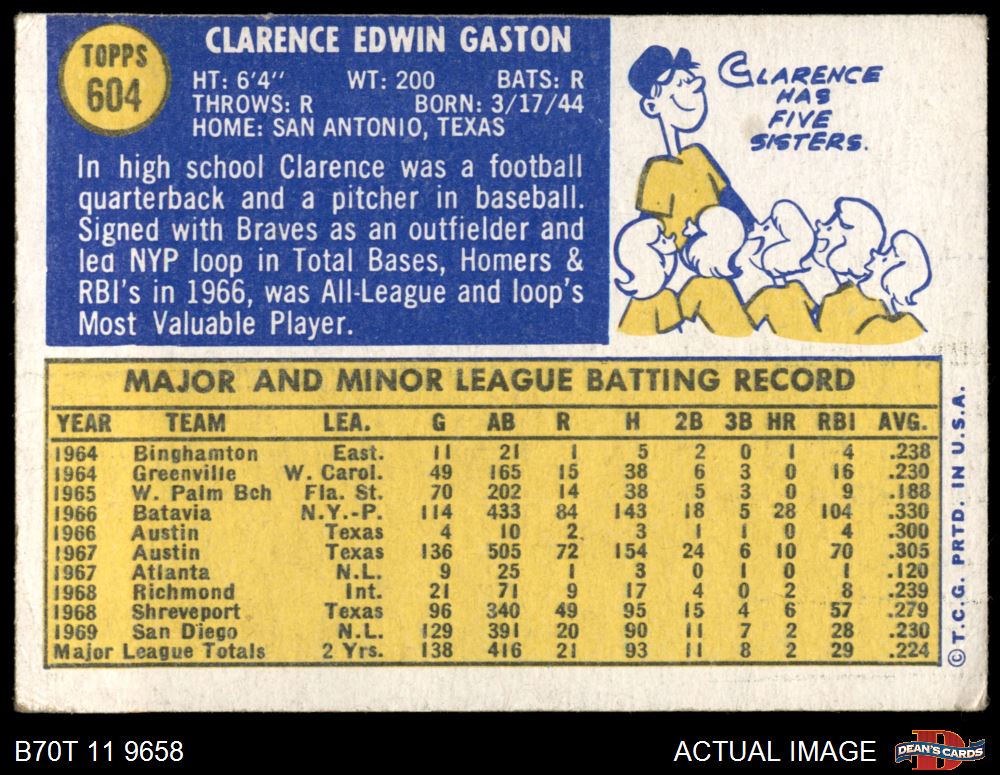 TOPPS
604
CLARENCE EDWIN GASTON
HT: 6'4" WT: 200 BATS: R
THROWS: R BORN: 3/17/44
HOME: SAN ANTONIO, TEXAS
In high school Clarence was a football
quarterback and a pitcher in baseball.
Signed with Braves as an outfielder and
led NYP loop in Total Bases, Homers &
RBI's in 1966, was All-League and loop's
Most Valuable Player.
CLARENCE
HAS
FIVE
SISTERS.
MAJOR AND MINOR LEAGUE BATTING RECORD
YEAR TEAM LEA. G AB R H 2B 3B HR RBI AVG.
1964 Binghamton East. 11 21 1 5 2 0 1 4 .238
1964 Greenville W. Carol. 49 165 15 38 6 3 0 16 .230
1965 W. Palm Bch Fla. St. 70 202 14 38 5 3 0 9 .188
1966 Batavia N.Y.-P. 114 433 84 143 18 5 28 104 .330
1966 Austin Texas 4 10 2 3 1 1 0 4 .300
1967 Austin Texas 136 505 72 154 24 6 10 70 .305
1967 Atlanta N.L. 9 25 1 3 0 1 0 1 .120
1968 Richmond Int. 21 71 9 17 4 0 2 8 .239
1968 Shreveport Texas 96 340 49 95 15 4 6 57 .279
1969 San Diego N.L. 129 391 20 90 11 7 2 28 .230
Major League Totals 2 Yrs. 138 416 21 93 11 8 2 29 .224
© T.C.G. PRTD. IN U.S.A.
B70T 11 9658
ACTUAL IMAGE
DEAN'S CARDS